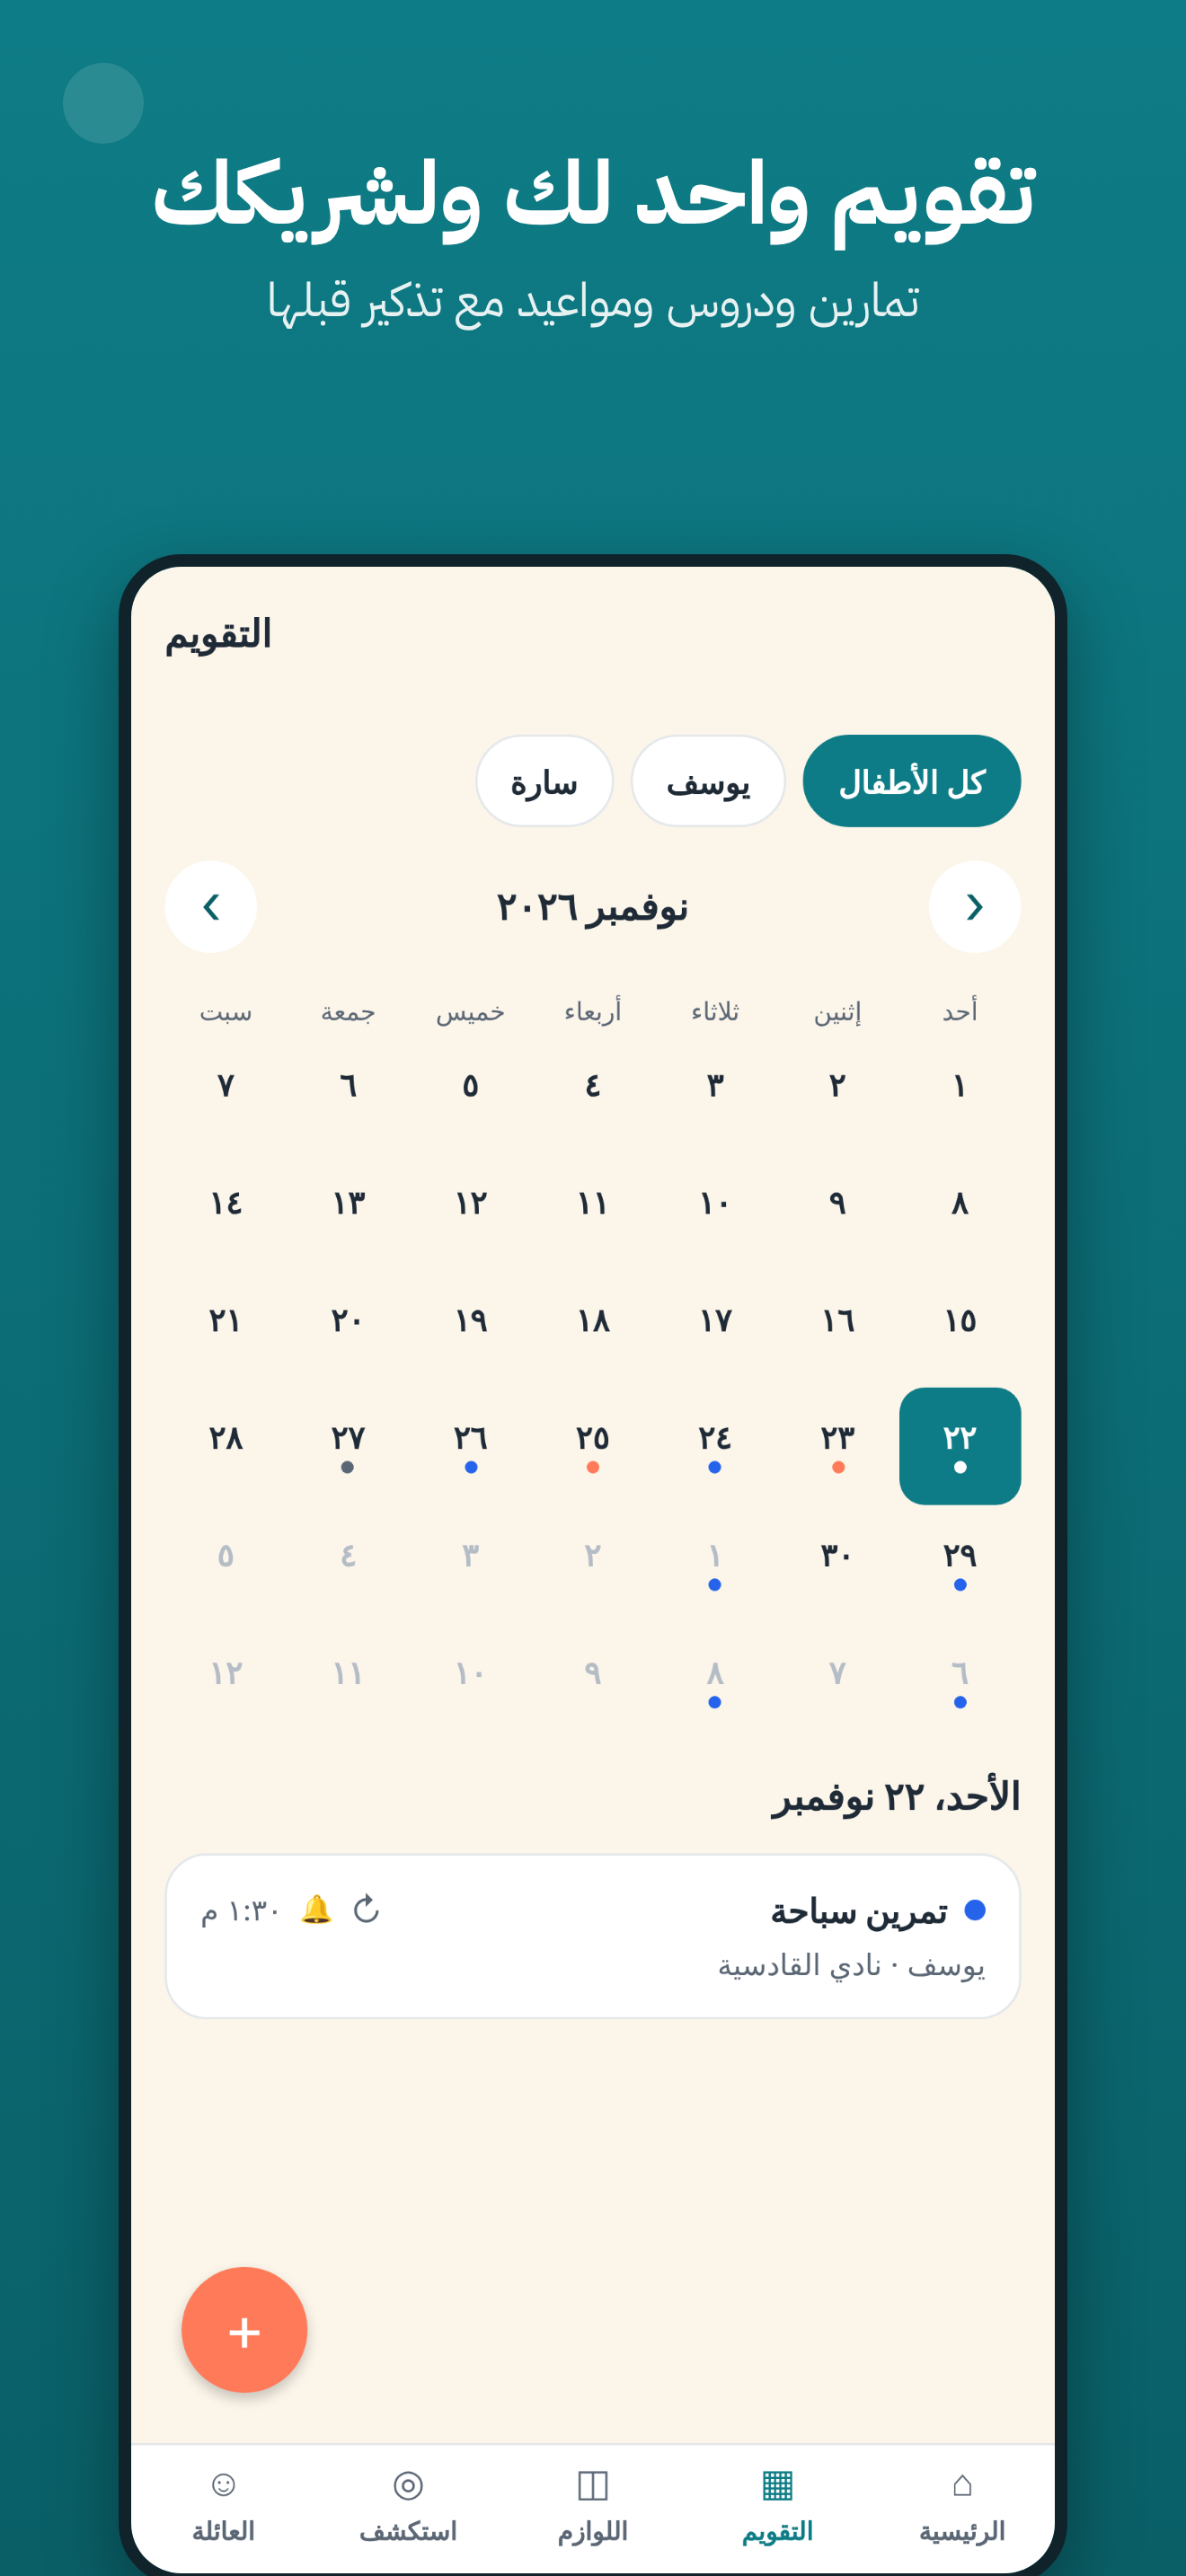 تقويم واحد لك ولشريكك
تمارين ودروس ومواعيد مع تذكير قبلها
التقويم
كل الأطفال يوسف سارة
نوفمبر ٢٠٢٦
أحد إثنين ثلاثاء أربعاء خميس جمعة سبت
١ ٢ ٣ ٤ ٥ ٦ ٧
٨ ٩ ١٠ ١١ ١٢ ١٣ ١٤
١٥ ١٦ ١٧ ١٨ ١٩ ٢٠ ٢١
٢٢ ٢٣ ٢٤ ٢٥ ٢٦ ٢٧ ٢٨
٢٩ ٣٠ ١ ٢ ٣ ٤ ٥
٦ ٧ ٨ ٩ ١٠ ١١ ١٢
الأحد، ٢٢ نوفمبر
تمرين سباحة ١:٣٠ م
يوسف · نادي القادسية
+
الرئيسية التقويم اللوازم استكشف العائلة